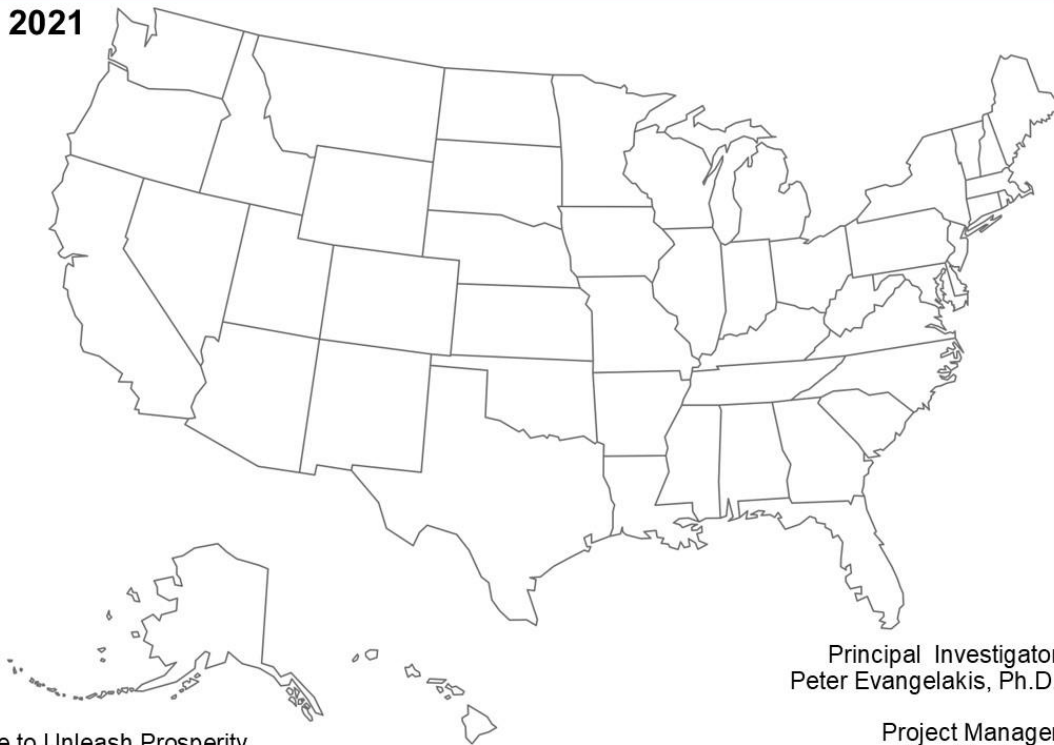 2021
Principal Investigator
Peter Evangelakis, Ph.D.
Project Manager
to Unleash Prosperity